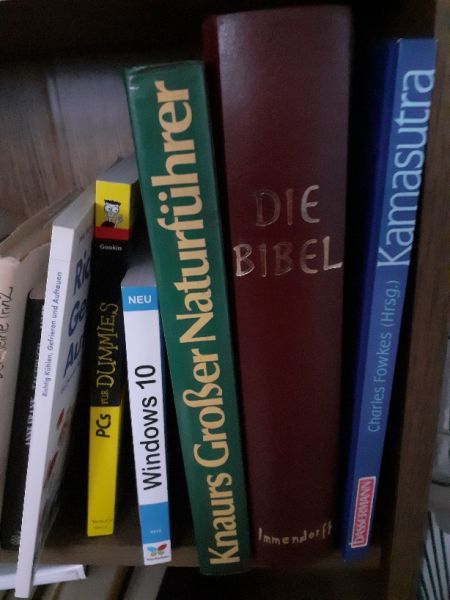 Richtig Kühlen, Gefrieren und Auftauen
Gookin
PCs FÜR DUMMIES
NEU
Windows 10
Knaurs Großer Naturführer
DIE
BIBEL
Immendorff
Charles Fowkes (Hrsg.) Kamasutra
BASSERMANN